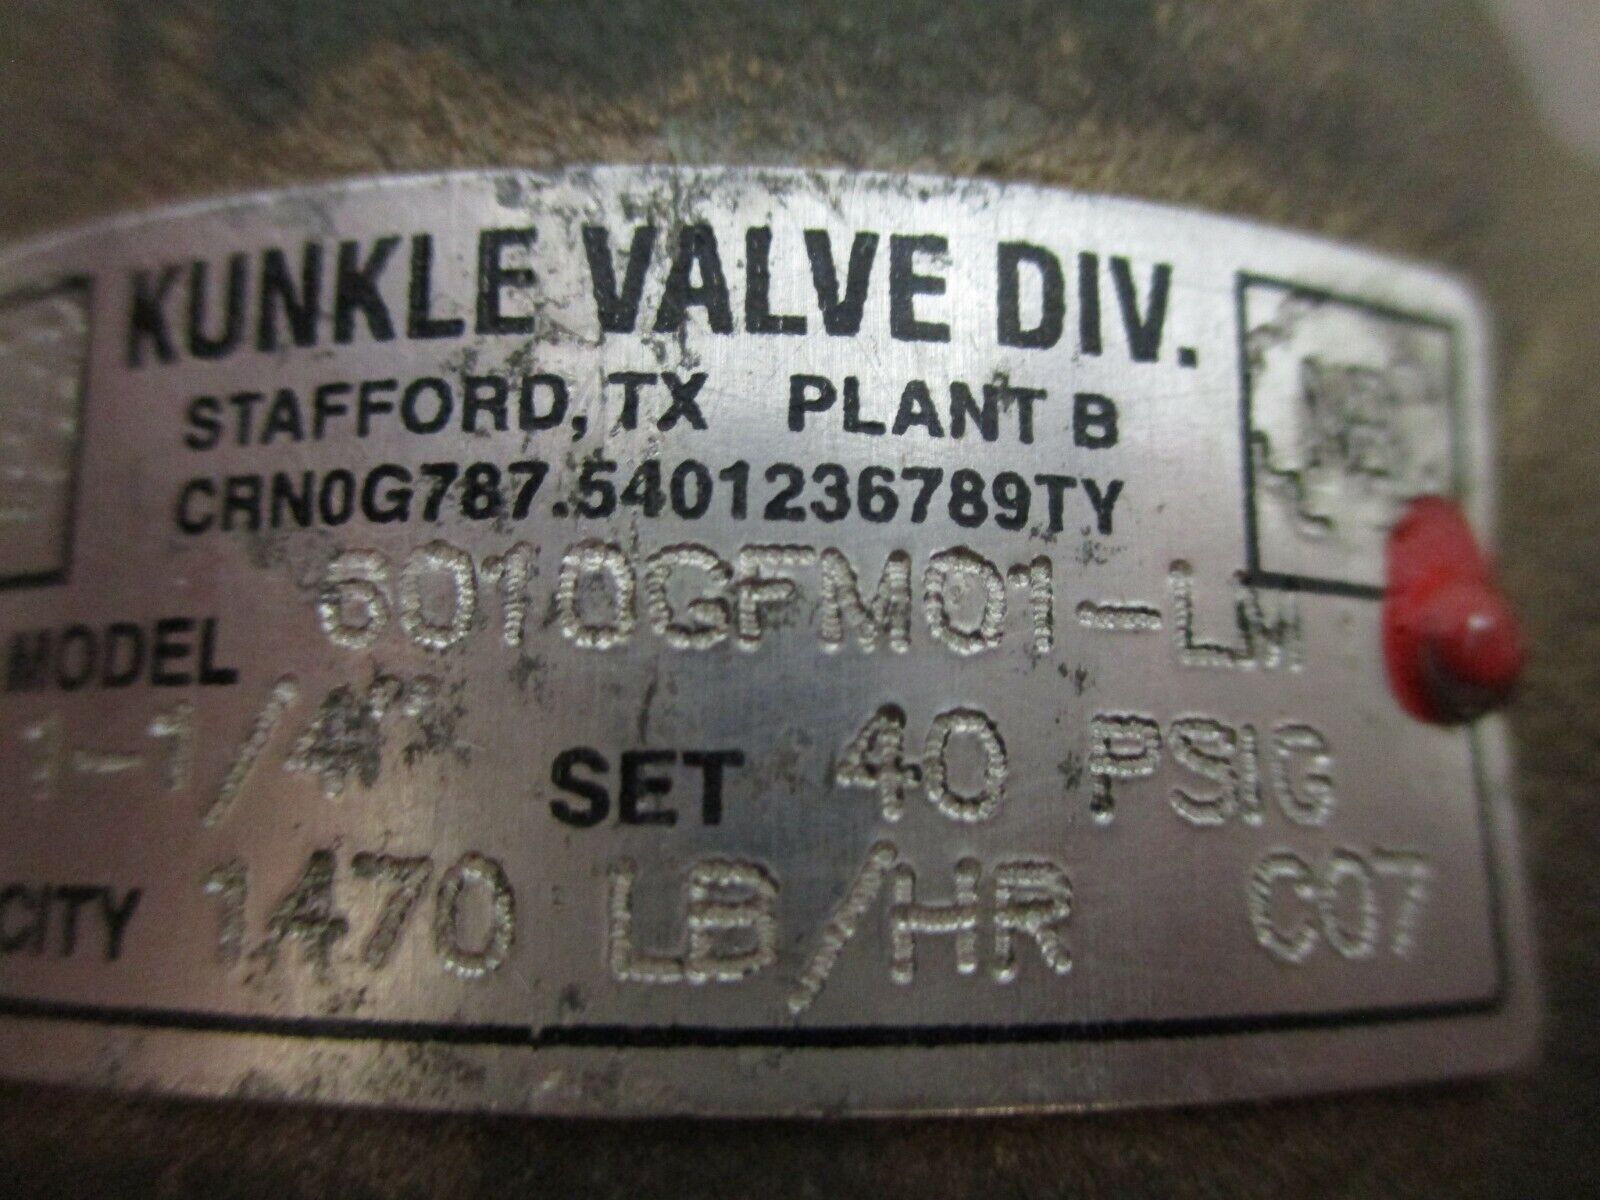 KUNKLE VALVE DIV.
STAFFORD, TX PLANT B
CRN0G787.5401236789TY
MODEL 6010GFM01-LM
1-1/4" SET 40 PSIG
CITY 1470 LB/HR C07